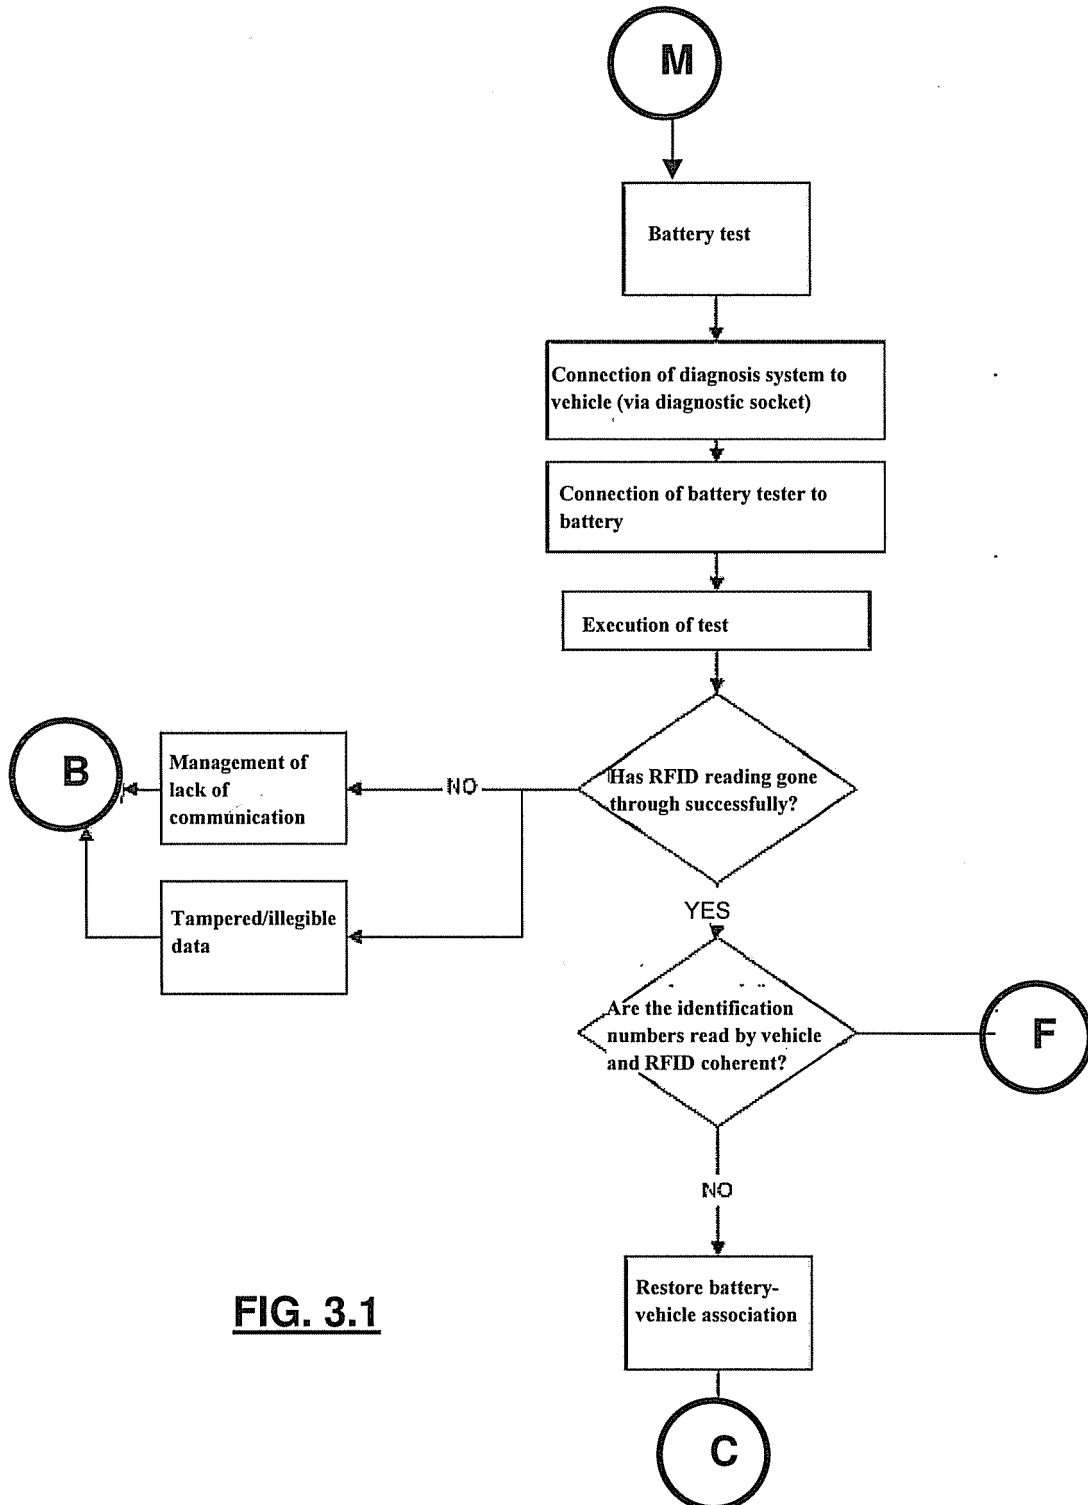 M
Battery test
Connection of diagnosis system to
vehicle (via diagnostic socket)
Connection of battery tester to
battery
Execution of test
Has RFID reading gone
through successfully?
NO
Management of
lack of
communication
B
Tampered/illegible
data
YES
Are the identification
numbers read by vehicle
and RFID coherent?
F
NO
Restore battery-
vehicle association
C
FIG. 3.1